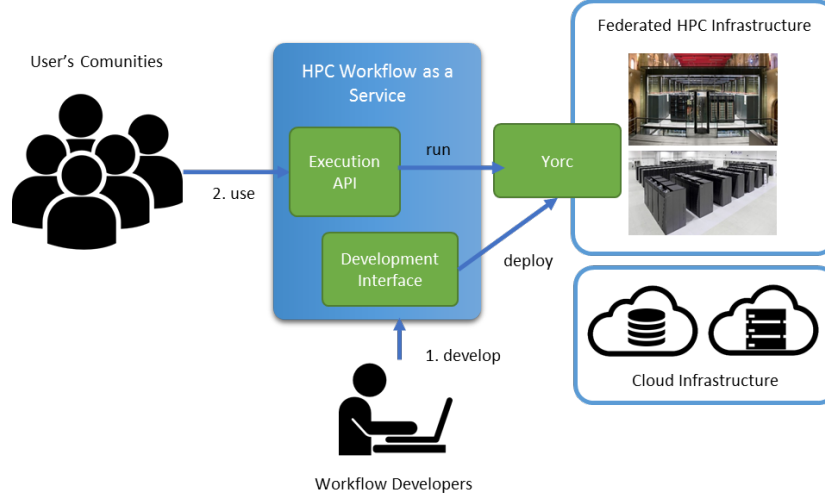 User's Comunities
HPC Workflow as a
Service
Federated HPC Infrastructure
Execution
API
run
Yorc
2. use
Development
Interface
deploy
1. develop
Cloud Infrastructure
Workflow Developers